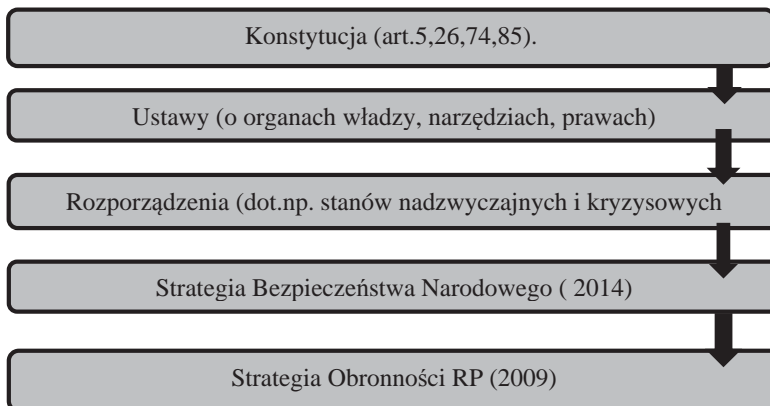 Konstytucja (art.5,26,74,85).
Ustawy (o organach władzy, narzędziach, prawach)
Rozporządzenia (dot.np. stanów nadzwyczajnych i kryzysowych
Strategia Bezpieczeństwa Narodowego ( 2014)
Strategia Obronności RP (2009)